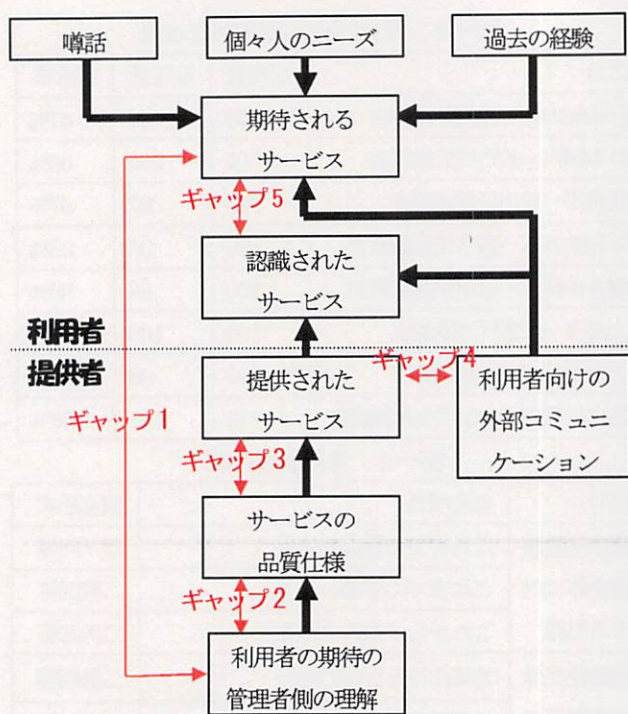 噂話
個々人のニーズ
過去の経験
期待される
サービス
ギャップ5
認識された
サービス
利用者
提供者
ギャップ4
提供された
サービス
利用者向けの
外部コミュニ
ケーション
ギャップ1
ギャップ3
サービスの
品質仕様
ギャップ2
利用者の期待の
管理者側の理解